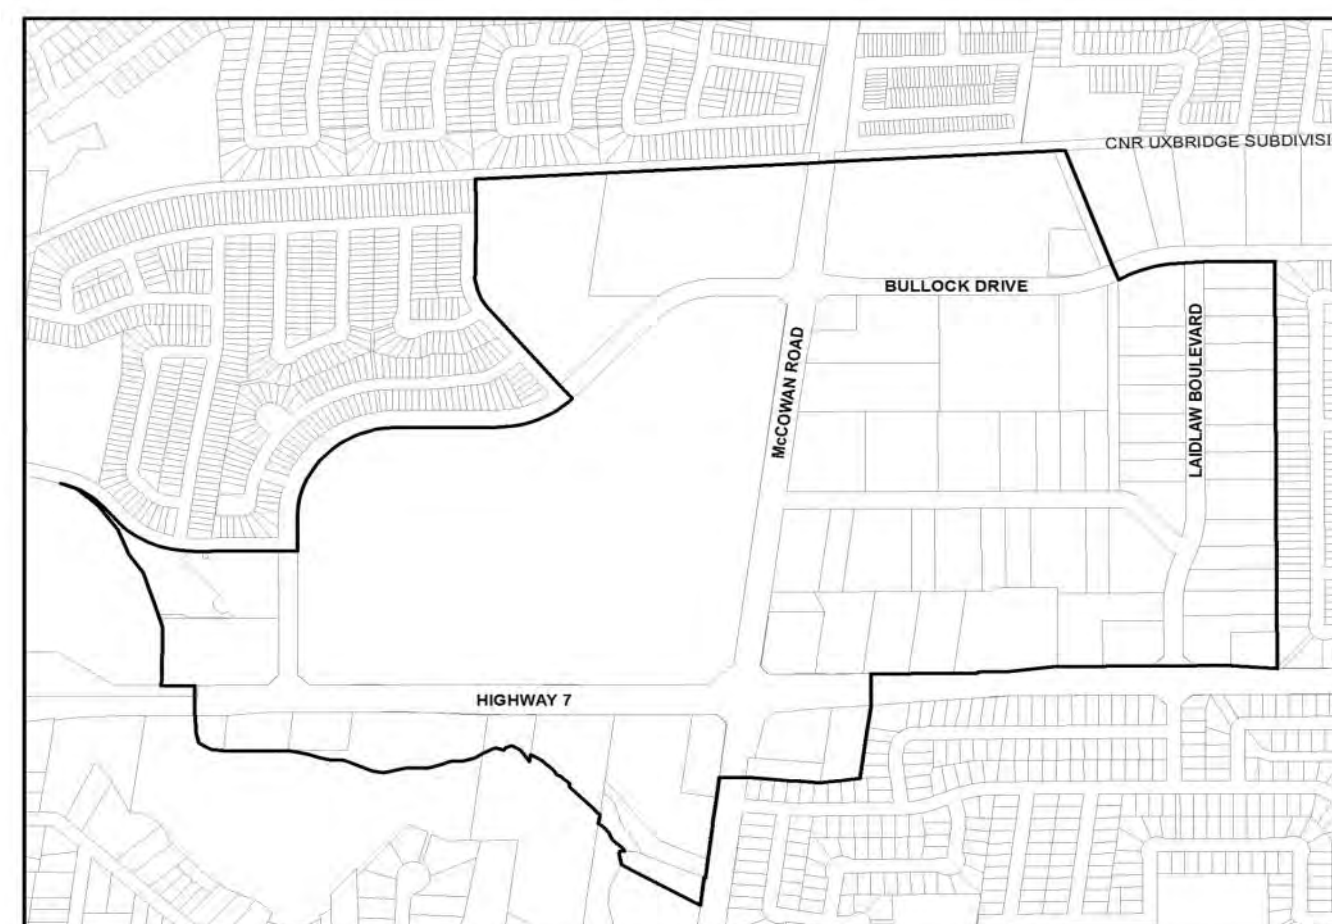 CNR UXBRIDGE SUBDIVISI
BULLOCK DRIVE
McCOWAN ROAD
LAIDLAW BOULEVARD
HIGHWAY 7